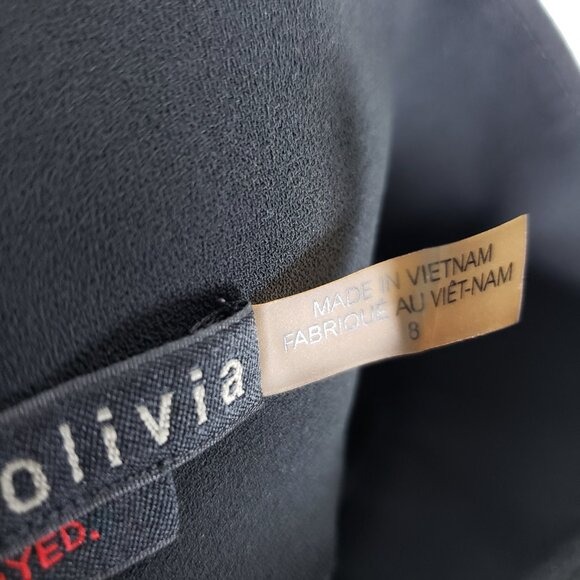 MADE IN VIETNAM
FABRIQUÉ AU VIÊT-NAM
8
olivia
YED.